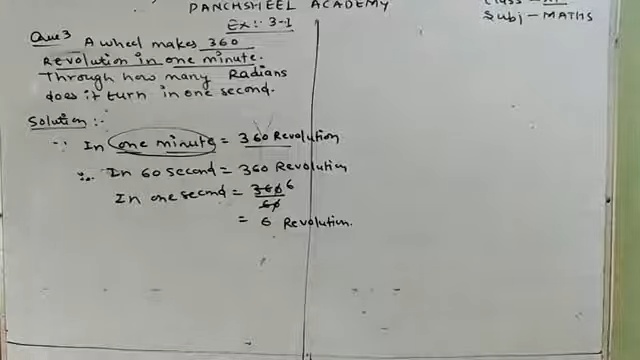 PANCHSHEEL ACADEMY
Subj - MATHS
Ex:- 3-1
Que3 A wheel makes 360
Revolution in one minute.
Through how many Radians
does it turn in one second.
Solution :-
∵ In one minute = 360 Revolution
∴ In 60 second = 360 Revolution
In one second = 360 6
60
= 6 Revolution.